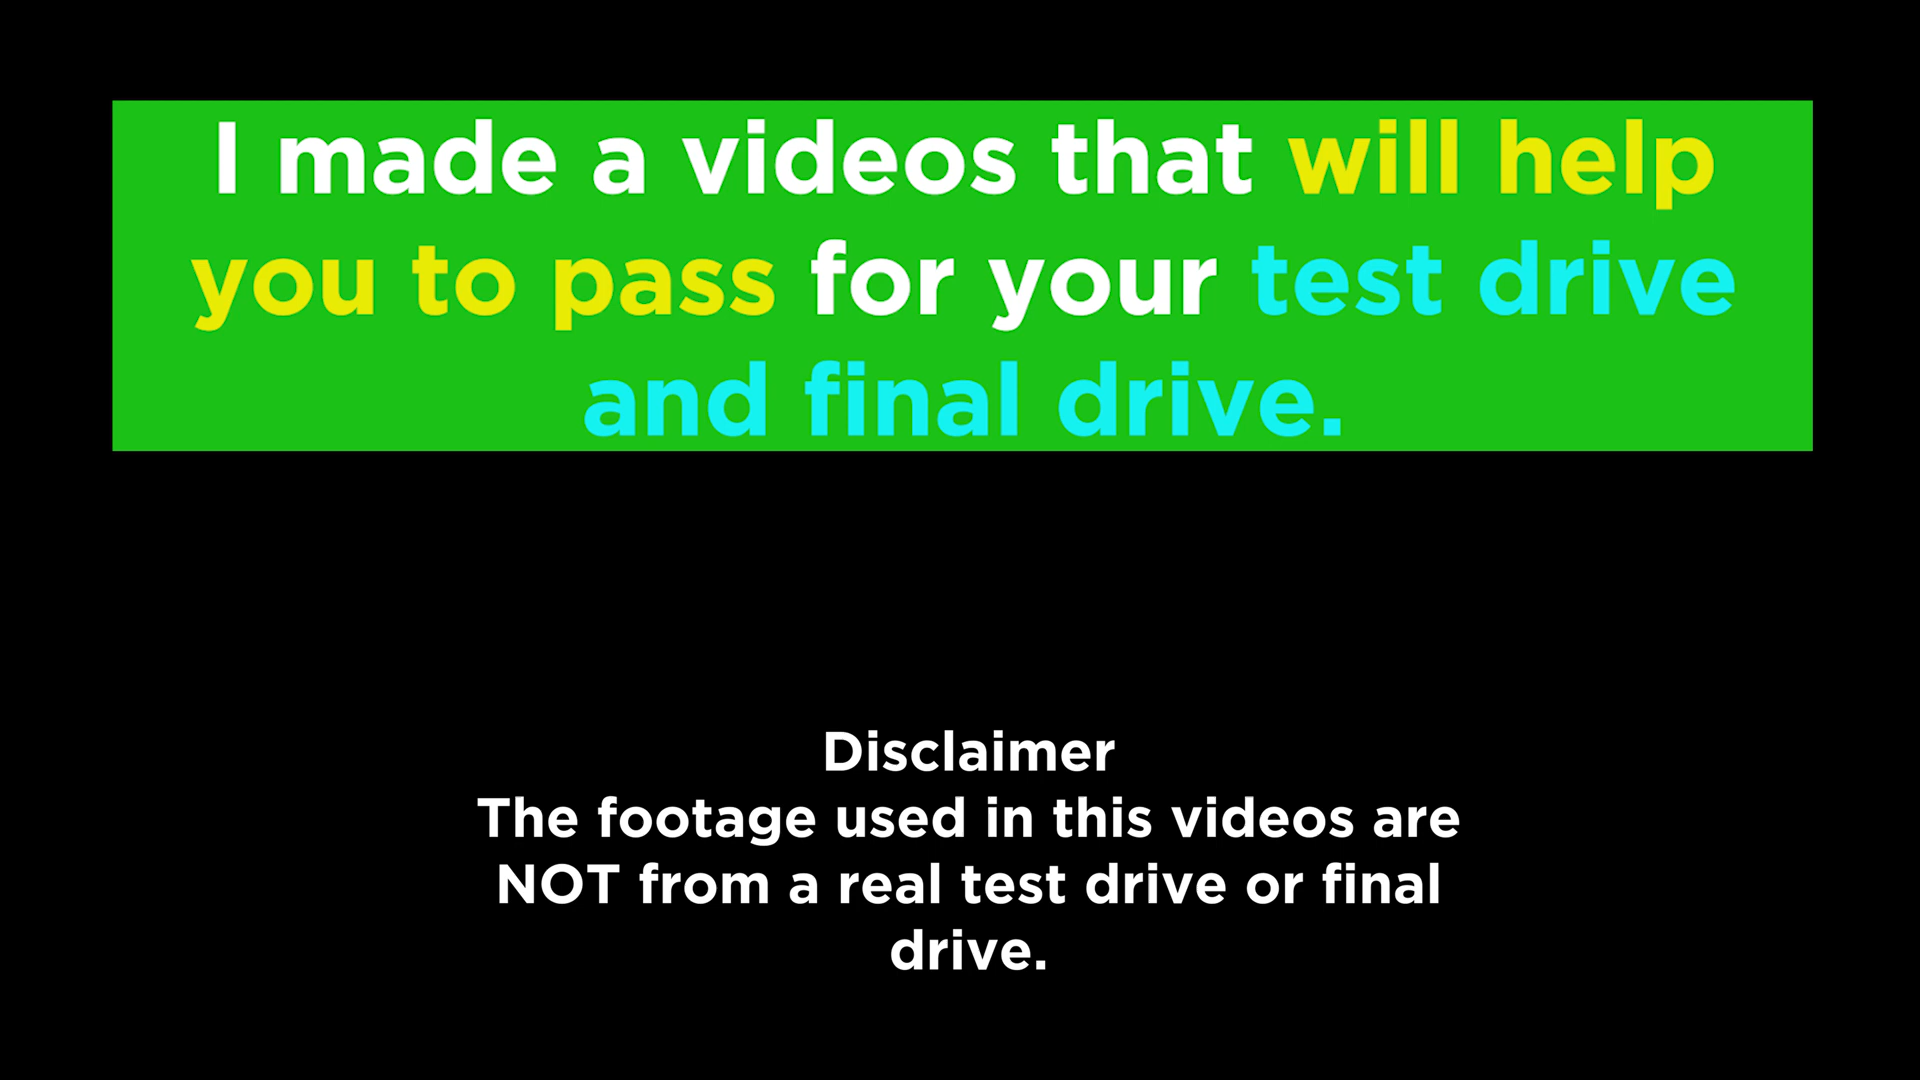 I made a videos that will help
you to pass for your test drive
and final drive.
Disclaimer
The footage used in this videos are
NOT from a real test drive or final
drive.